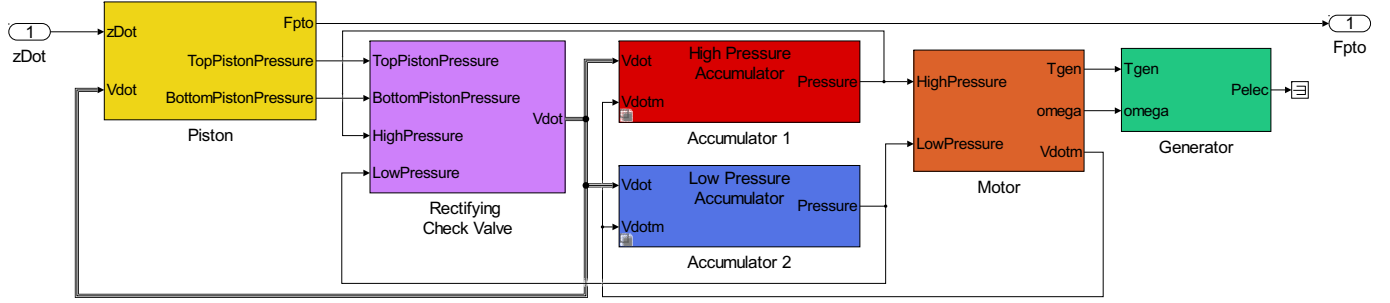 1
zDot
zDot
Vdot
Fpto
TopPistonPressure
BottomPistonPressure
Piston
TopPistonPressure
BottomPistonPressure
HighPressure
LowPressure
Vdot
Rectifying
Check Valve
Vdot
Vdotm
High Pressure
Accumulator
Pressure
Accumulator 1
Vdot
Vdotm
Low Pressure
Accumulator
Pressure
Accumulator 2
HighPressure
LowPressure
Tgen
omega
Vdotm
Motor
Tgen
omega
Pelec
Generator
1
Fpto